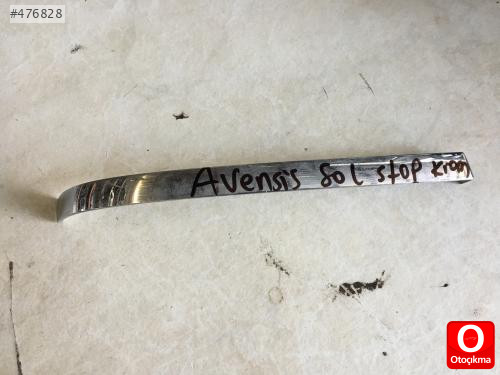 #476828
Avensis sol stop krom
O
Otoçıkma